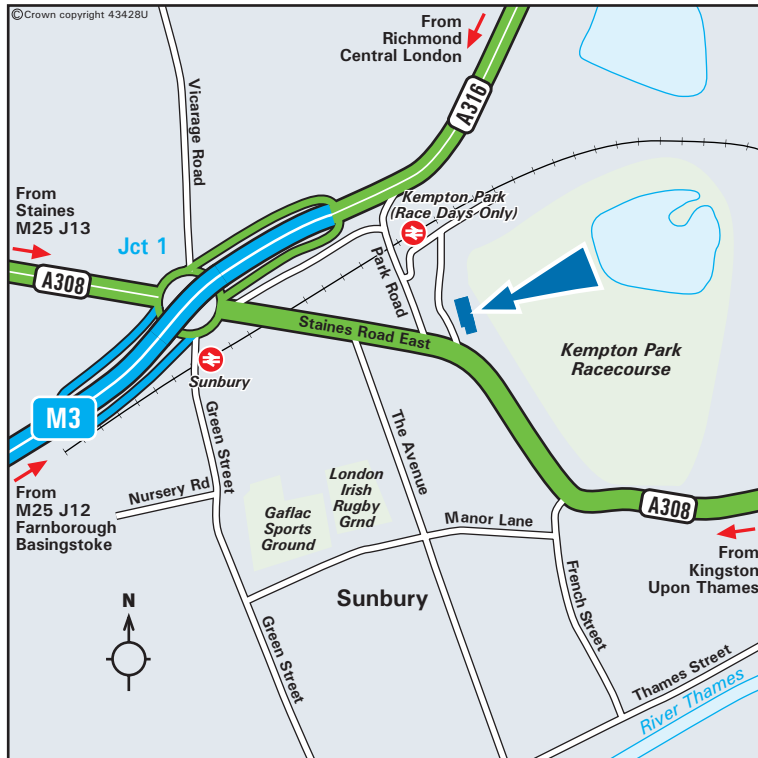 ©Crown copyright 43428U
From
Richmond
Central London
A316
Vicarage Road
From
Staines
M25 J13
Jct 1
A308
Kempton Park
(Race Days Only)
Park Road
Staines Road East
Kempton Park
Racecourse
Sunbury
M3
Green Street
The Avenue
From
M25 J12
Farnborough
Basingstoke
Nursery Rd
Gaflac
Sports
Ground
London
Irish
Rugby
Grnd
Manor Lane
A308
From
Kingston
Upon Thames
French Street
Sunbury
N
Green Street
Thames Street
River Thames